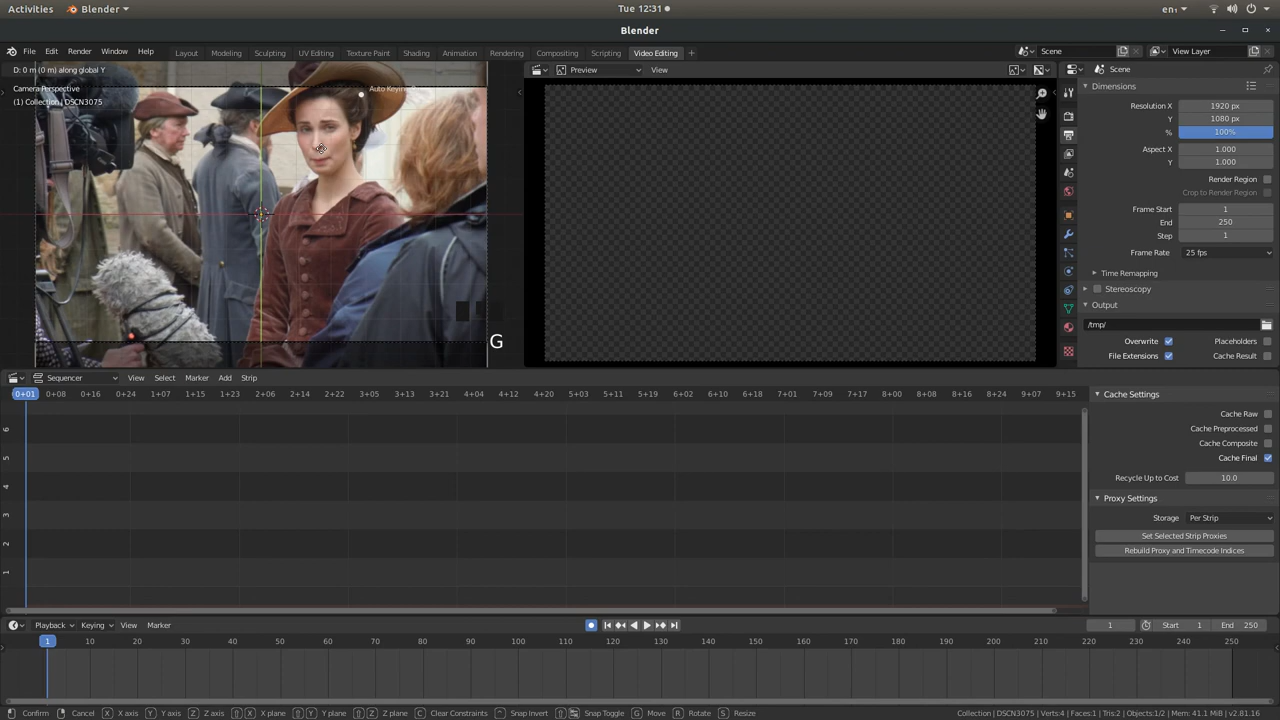 Activities Blender Tue 12:31 en1
Blender
File Edit Render Window Help Layout Modeling Sculpting UV Editing Texture Paint Shading Animation Rendering Compositing Scripting Video Editing + Scene View Layer
D: 0 m (0 m) along global Y Preview View Scene
Camera Perspective Auto Keying
(1) Collection | DSCN3075
Dimensions
Resolution X 1920 px
Y 1080 px
% 100%
Aspect X 1.000
Y 1.000
Render Region
Crop to Render Region
Frame Start 1
End 250
Step 1
Frame Rate 25 fps
Time Remapping
Stereoscopy
Output
/tmp/
Overwrite Placeholders
File Extensions Cache Result
G
Sequencer View Select Marker Add Strip
0+01 0+08 0+16 0+24 1+07 1+15 1+23 2+06 2+14 2+22 3+05 3+13 3+21 4+04 4+12 4+20 5+03 5+11 5+19 6+02 6+10 6+18 7+01 7+09 7+17 8+00 8+08 8+16 8+24 9+07 9+15
6
5
4
3
2
1
Cache Settings
Cache Raw
Cache Preprocessed
Cache Composite
Cache Final
Recycle Up to Cost 10.0
Proxy Settings
Storage Per Strip
Set Selected Strip Proxies
Rebuild Proxy and Timecode Indices
Playback Keying View Marker 1 Start 1 End 250
1 10 20 30 40 50 60 70 80 90 100 110 120 130 140 150 160 170 180 190 200 210 220 230 240 250
Confirm Cancel X X axis Y Y axis Z Z axis X X plane Y Y plane Z Z plane C Clear Constraints Snap Invert Snap Toggle G Move R Rotate S Resize Collection | DSCN3075 | Verts:4 | Faces:1 | Tris:2 | Objects:1/2 | Mem: 41.1 MiB | v2.81.16